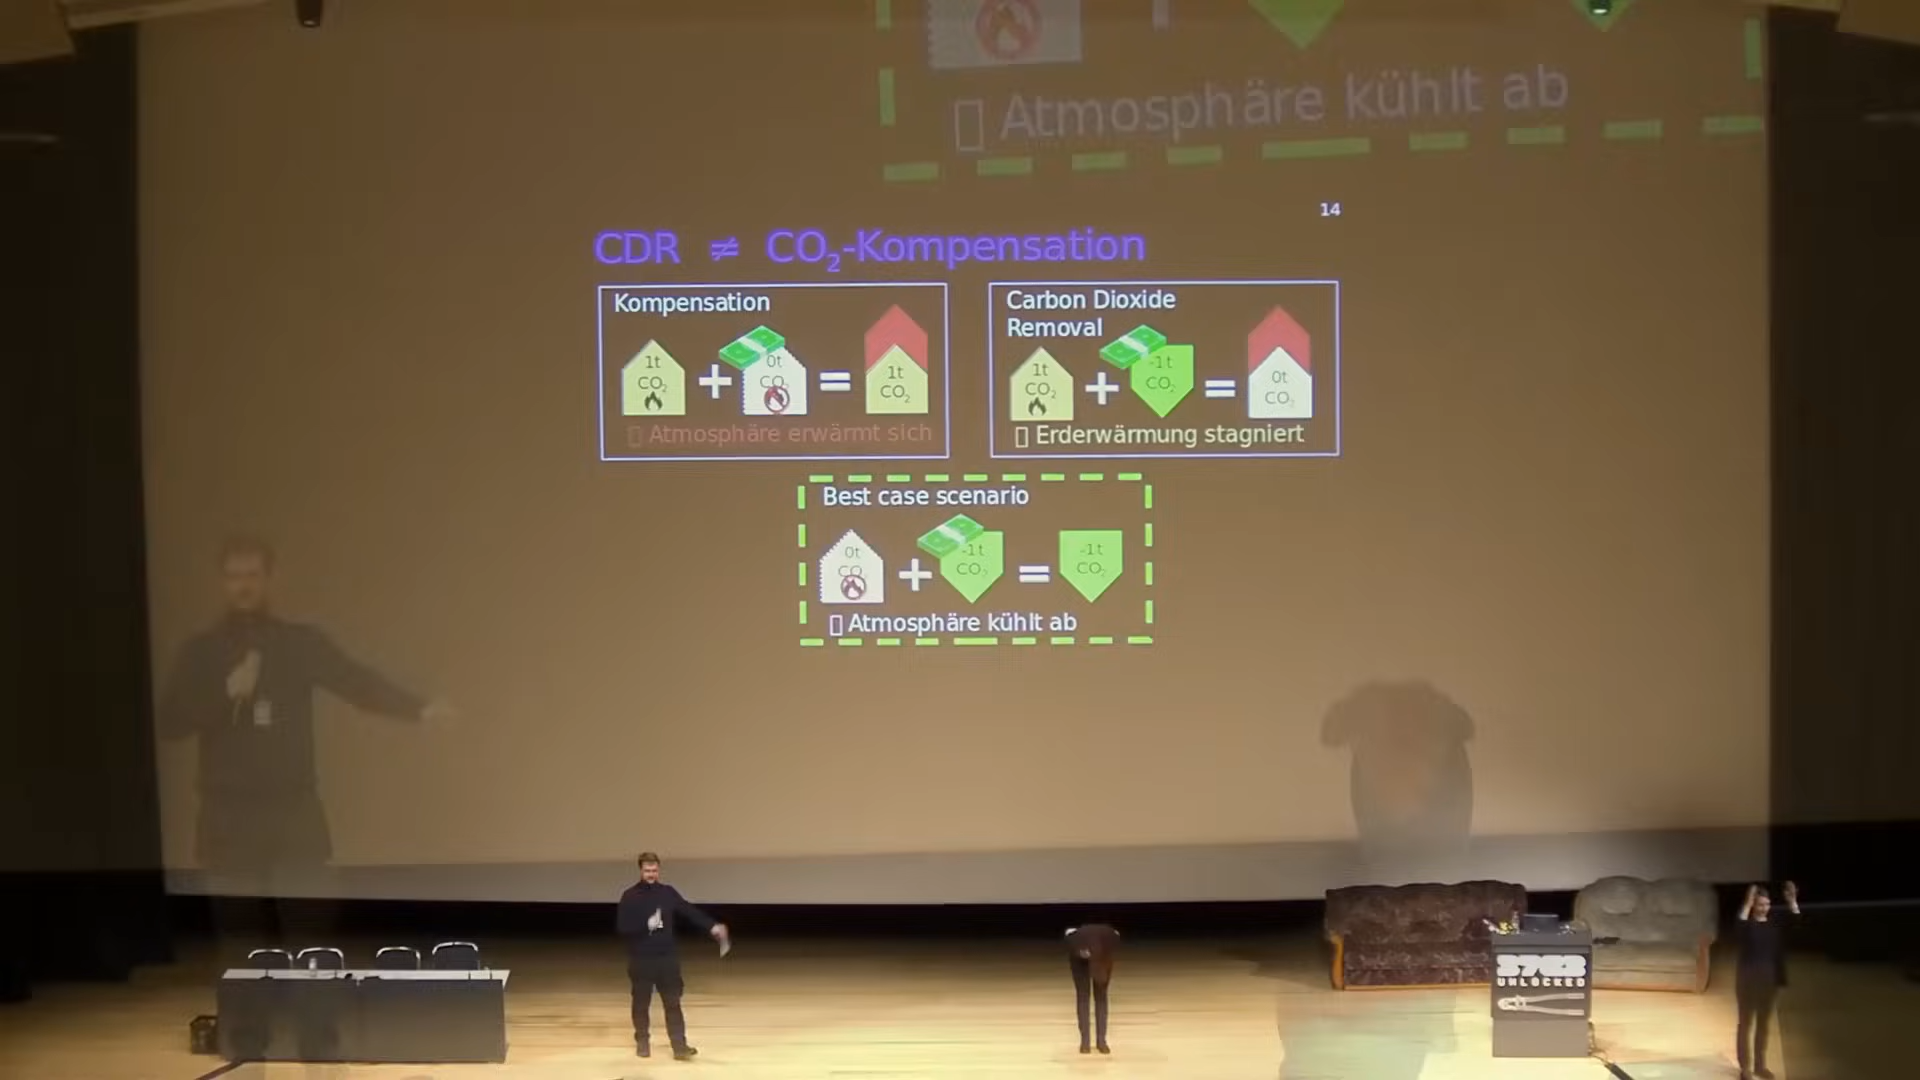 Atmosphäre kühlt ab
14
CDR ≠ CO₂-Kompensation
Kompensation
1t
CO₂
+
0t
CO₂
=
1t
CO₂
Atmosphäre erwärmt sich
Carbon Dioxide
Removal
1t
CO₂
+
-1t
CO₂
=
0t
CO₂
Erderwärmung stagniert
Best case scenario
0t
CO₂
+
-1t
CO₂
=
-1t
CO₂
Atmosphäre kühlt ab
37C3
UNLOCKED